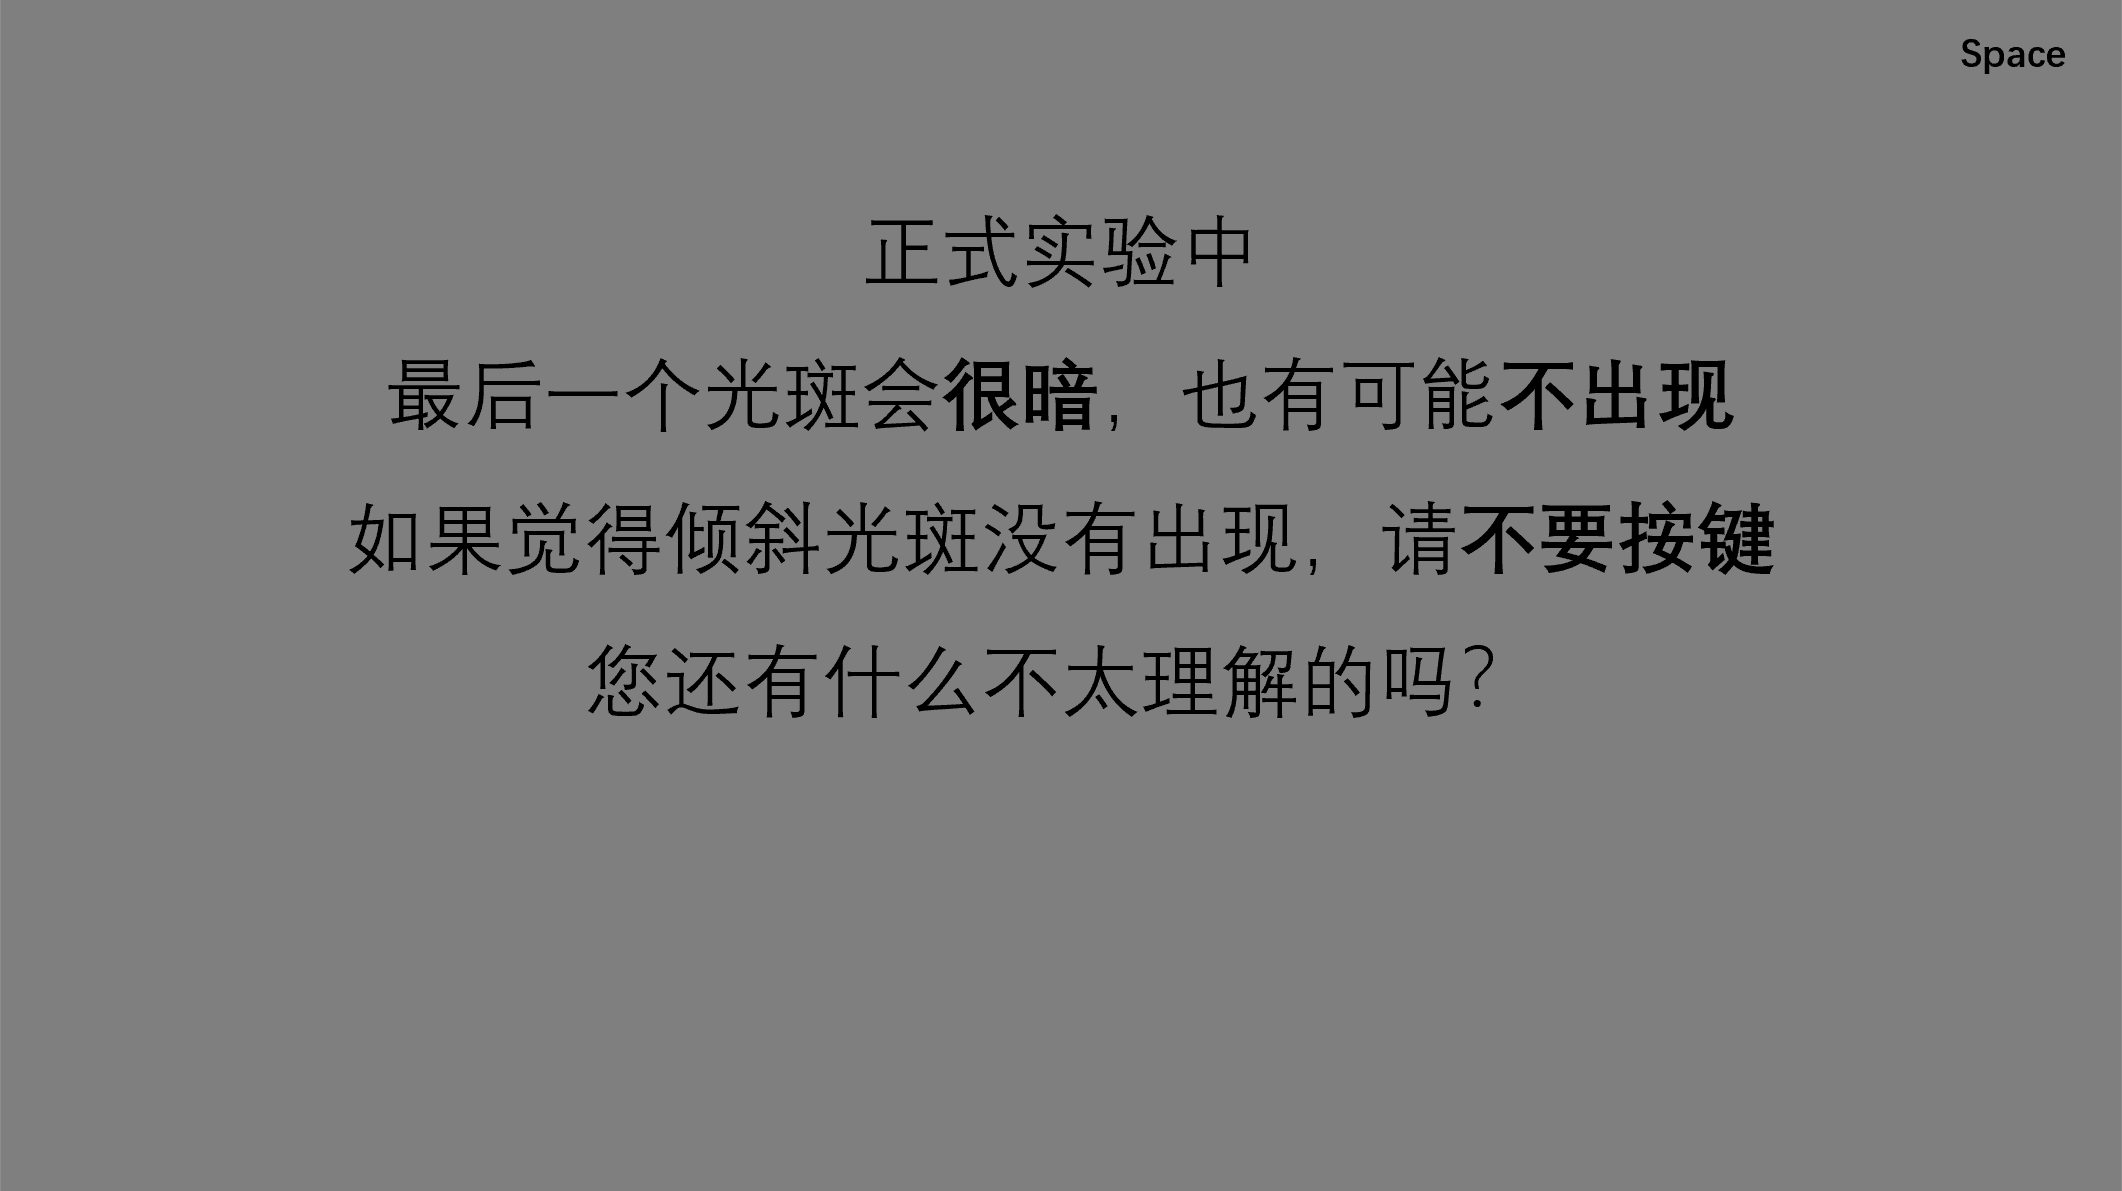 Space
正式实验中
最后一个光斑会很暗，也有可能不出现
如果觉得倾斜光斑没有出现，请不要按键
您还有什么不太理解的吗？